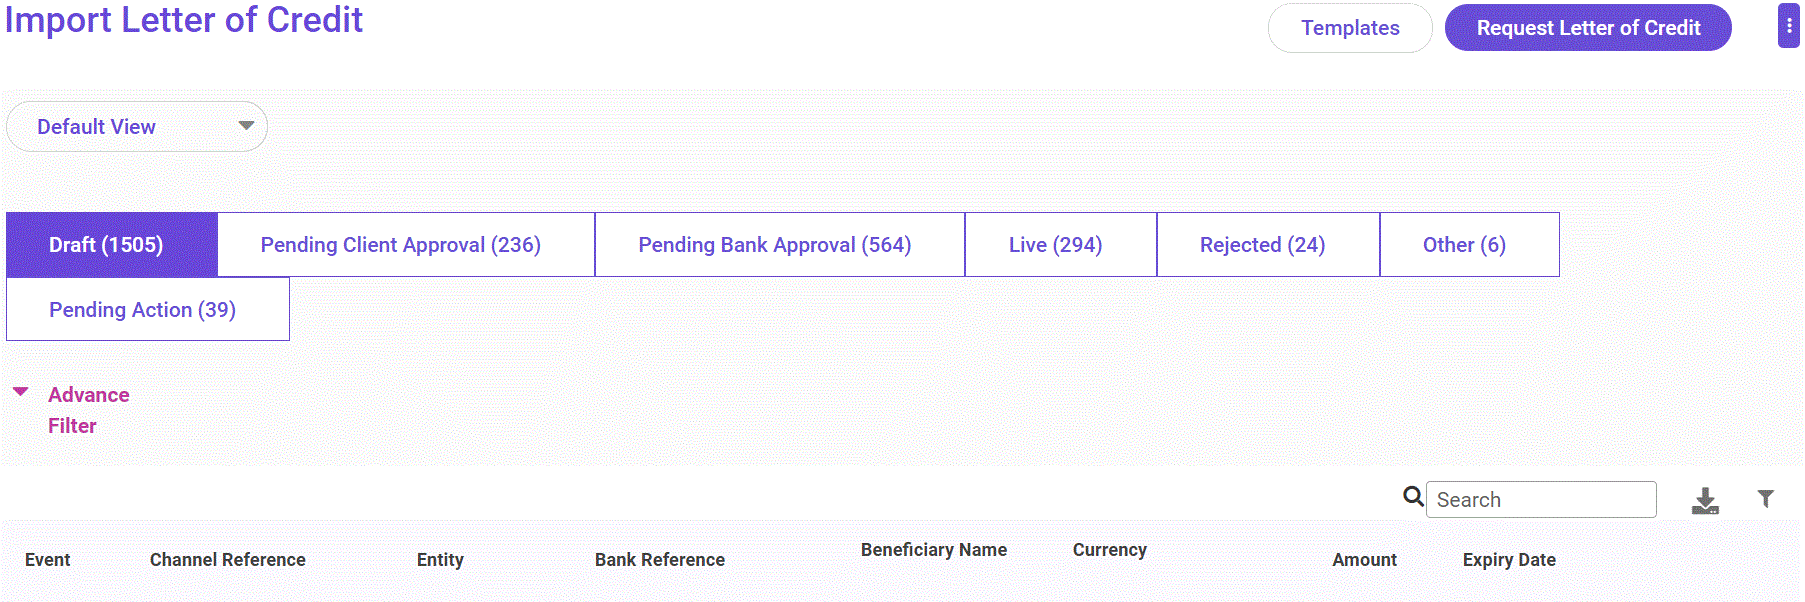 Import Letter of Credit
Templates
Request Letter of Credit
Default View
Draft (1505)
Pending Client Approval (236)
Pending Bank Approval (564)
Live (294)
Rejected (24)
Other (6)
Pending Action (39)
Advance
Filter
Search
Event
Channel Reference
Entity
Bank Reference
Beneficiary Name
Currency
Amount
Expiry Date